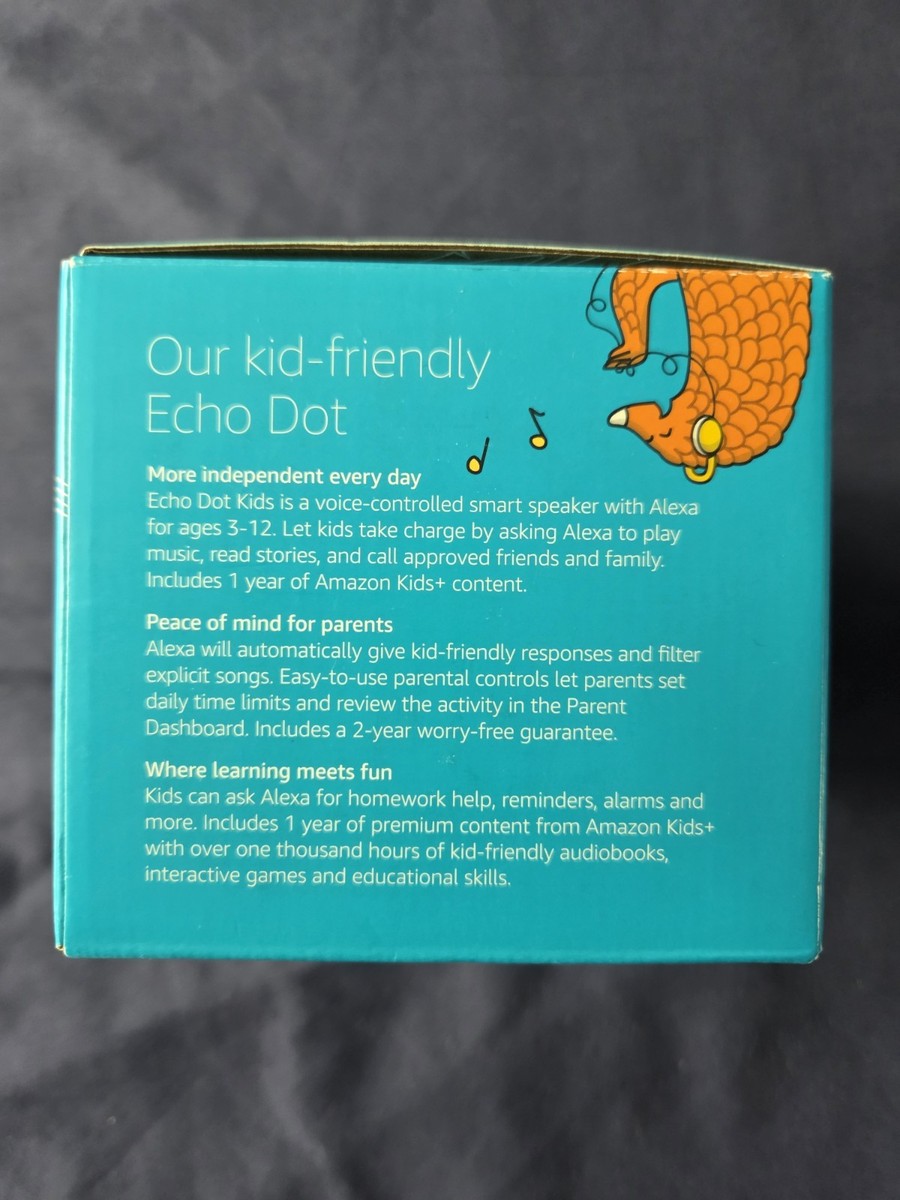 Our kid-friendly
Echo Dot
More independent every day
Echo Dot Kids is a voice-controlled smart speaker with Alexa
for ages 3-12. Let kids take charge by asking Alexa to play
music, read stories, and call approved friends and family.
Includes 1 year of Amazon Kids+ content.
Peace of mind for parents
Alexa will automatically give kid-friendly responses and filter
explicit songs. Easy-to-use parental controls let parents set
daily time limits and review the activity in the Parent
Dashboard. Includes a 2-year worry-free guarantee.
Where learning meets fun
Kids can ask Alexa for homework help, reminders, alarms and
more. Includes 1 year of premium content from Amazon Kids+
with over one thousand hours of kid-friendly audiobooks,
interactive games and educational skills.